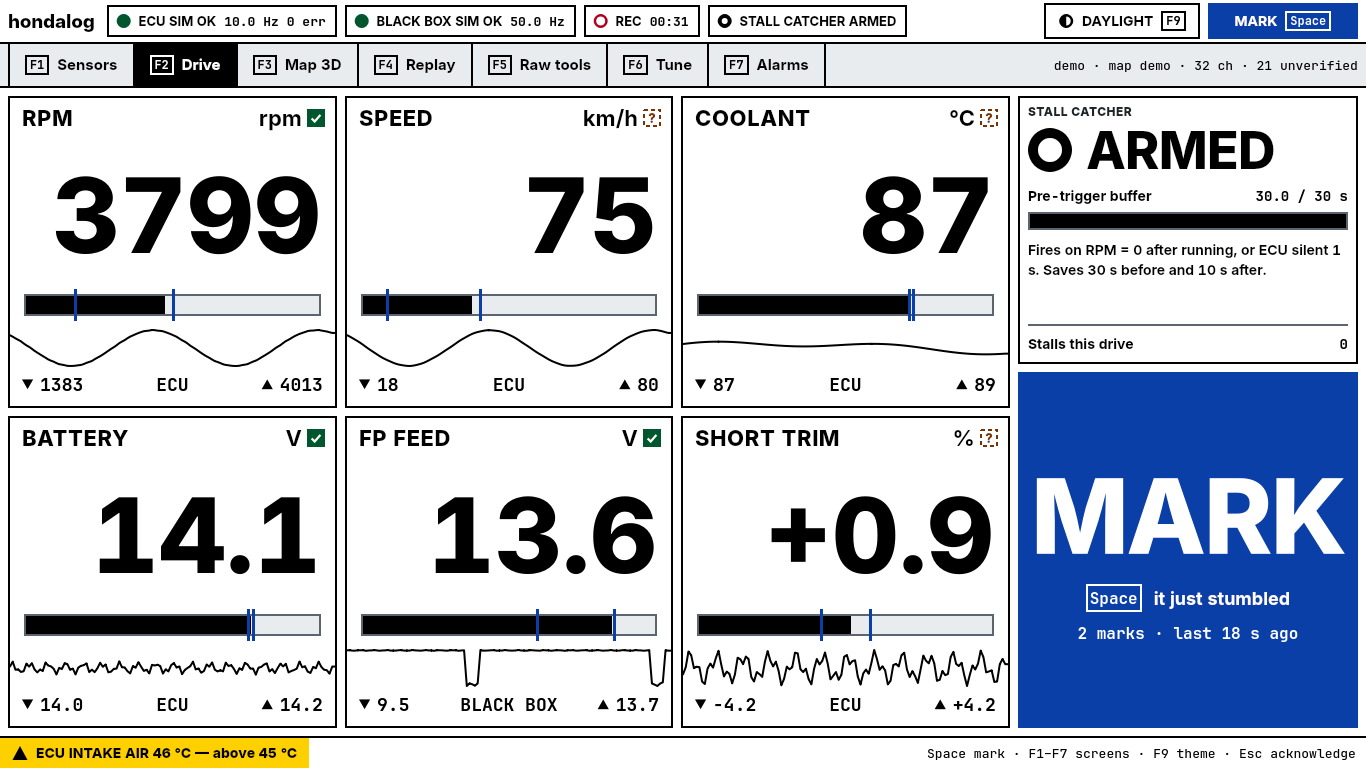 hondalog ECU SIM OK 10.0 Hz 0 err BLACK BOX SIM OK 50.0 Hz REC 00:31 STALL CATCHER ARMED DAYLIGHT F9 MARK Space
F1 Sensors F2 Drive F3 Map 3D F4 Replay F5 Raw tools F6 Tune F7 Alarms demo · map demo · 32 ch · 21 unverified
RPM rpm
3799
▼ 1383 ECU ▲ 4013
SPEED km/h ?
75
▼ 18 ECU ▲ 80
COOLANT °C ?
87
▼ 87 ECU ▲ 89
STALL CATCHER
ARMED
Pre-trigger buffer 30.0 / 30 s
Fires on RPM = 0 after running, or ECU silent 1
s. Saves 30 s before and 10 s after.
Stalls this drive 0
BATTERY V
14.1
▼ 14.0 ECU ▲ 14.2
FP FEED V
13.6
▼ 9.5 BLACK BOX ▲ 13.7
SHORT TRIM % ?
+0.9
▼ -4.2 ECU ▲ +4.2
MARK
Space it just stumbled
2 marks · last 18 s ago
▲ ECU INTAKE AIR 46 °C — above 45 °C
Space mark · F1–F7 screens · F9 theme · Esc acknowledge